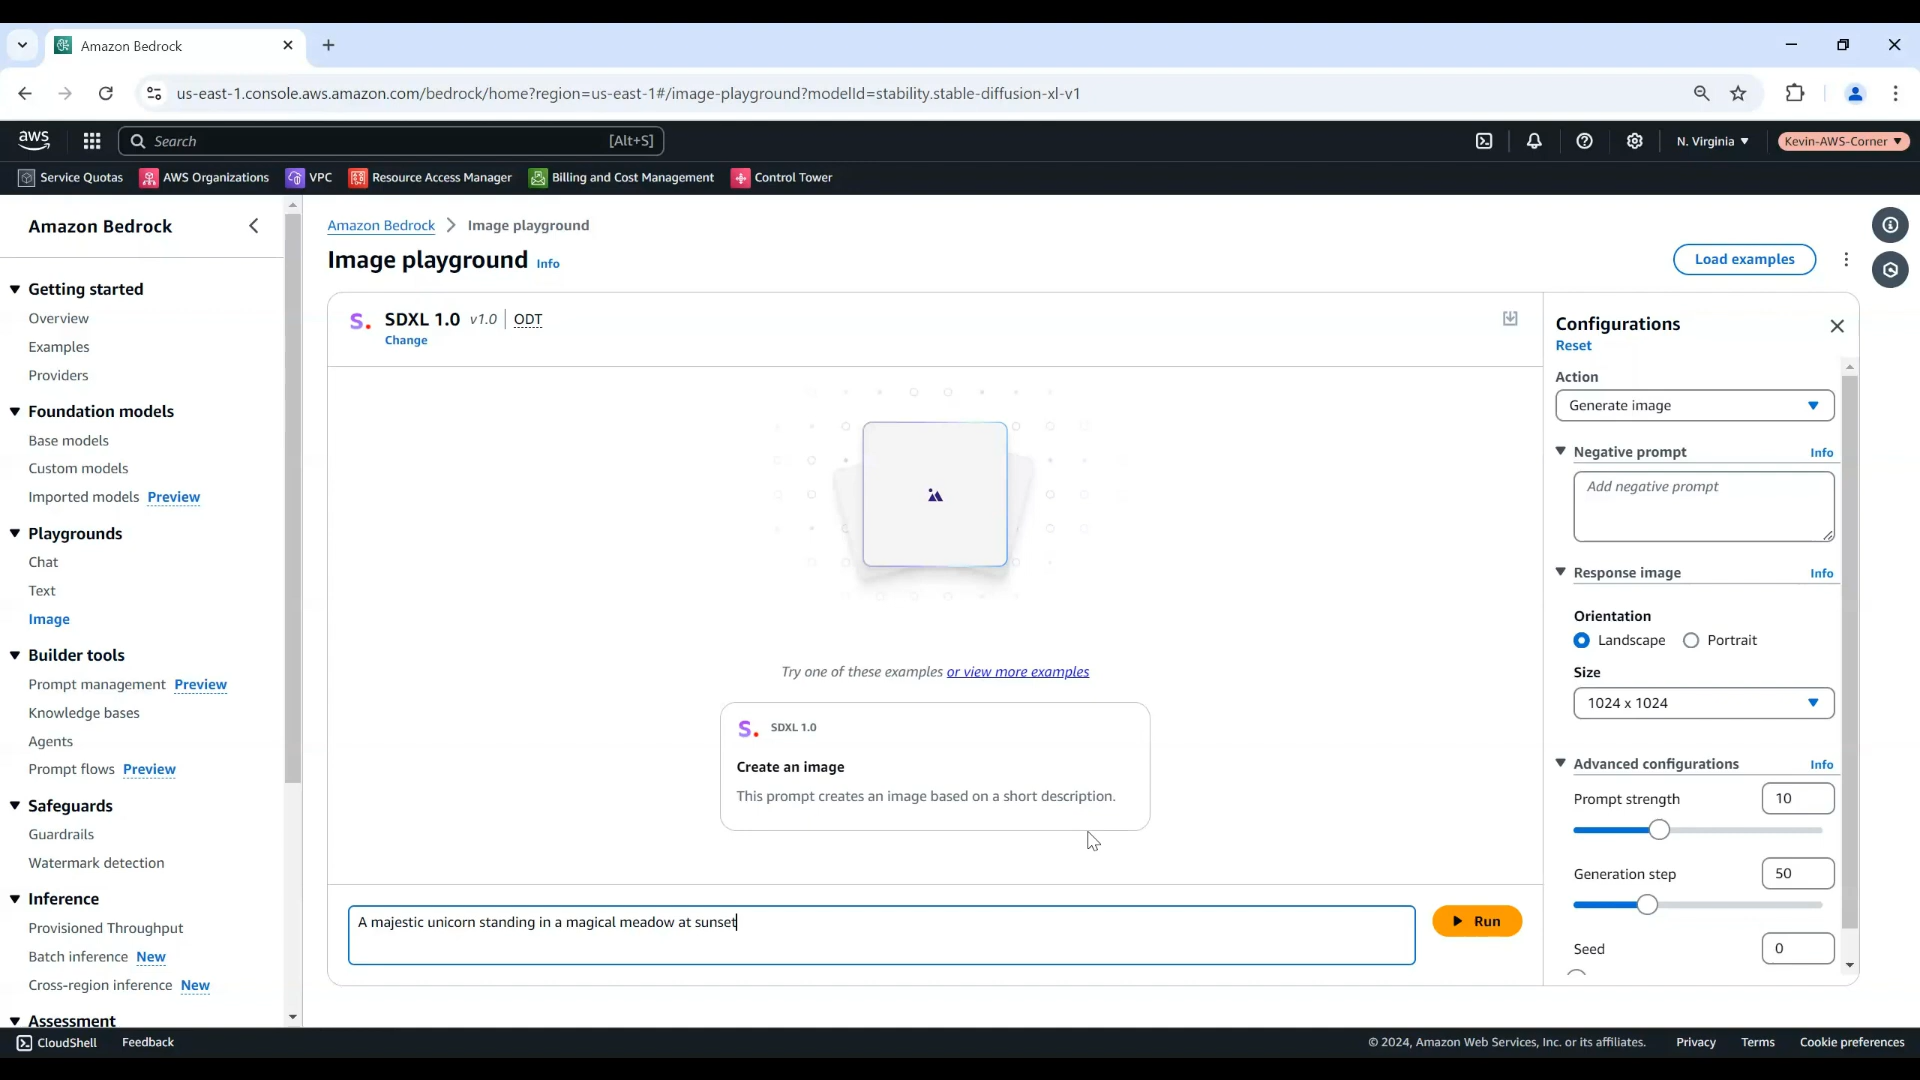 Amazon Bedrock
us-east-1.console.aws.amazon.com/bedrock/home?region=us-east-1#/image-playground?modelId=stability.stable-diffusion-xl-v1
aws
Search
[Alt+S]
N. Virginia
Kevin-AWS-Corner
Service Quotas
AWS Organizations
VPC
Resource Access Manager
Billing and Cost Management
Control Tower
Amazon Bedrock
Getting started
Overview
Examples
Providers
Foundation models
Base models
Custom models
Imported models Preview
Playgrounds
Chat
Text
Image
Builder tools
Prompt management Preview
Knowledge bases
Agents
Prompt flows Preview
Safeguards
Guardrails
Watermark detection
Inference
Provisioned Throughput
Batch inference New
Cross-region inference New
Assessment
Amazon Bedrock
Image playground
Image playground Info
Load examples
S. SDXL 1.0 v1.0 ODT
Change
Try one of these examples or view more examples
S. SDXL 1.0
Create an image
This prompt creates an image based on a short description.
A majestic unicorn standing in a magical meadow at sunset
Run
Configurations
Reset
Action
Generate image
Negative prompt Info
Add negative prompt
Response image Info
Orientation
Landscape Portrait
Size
1024 x 1024
Advanced configurations Info
Prompt strength 10
Generation step 50
Seed 0
CloudShell
Feedback
© 2024, Amazon Web Services, Inc. or its affiliates.
Privacy
Terms
Cookie preferences